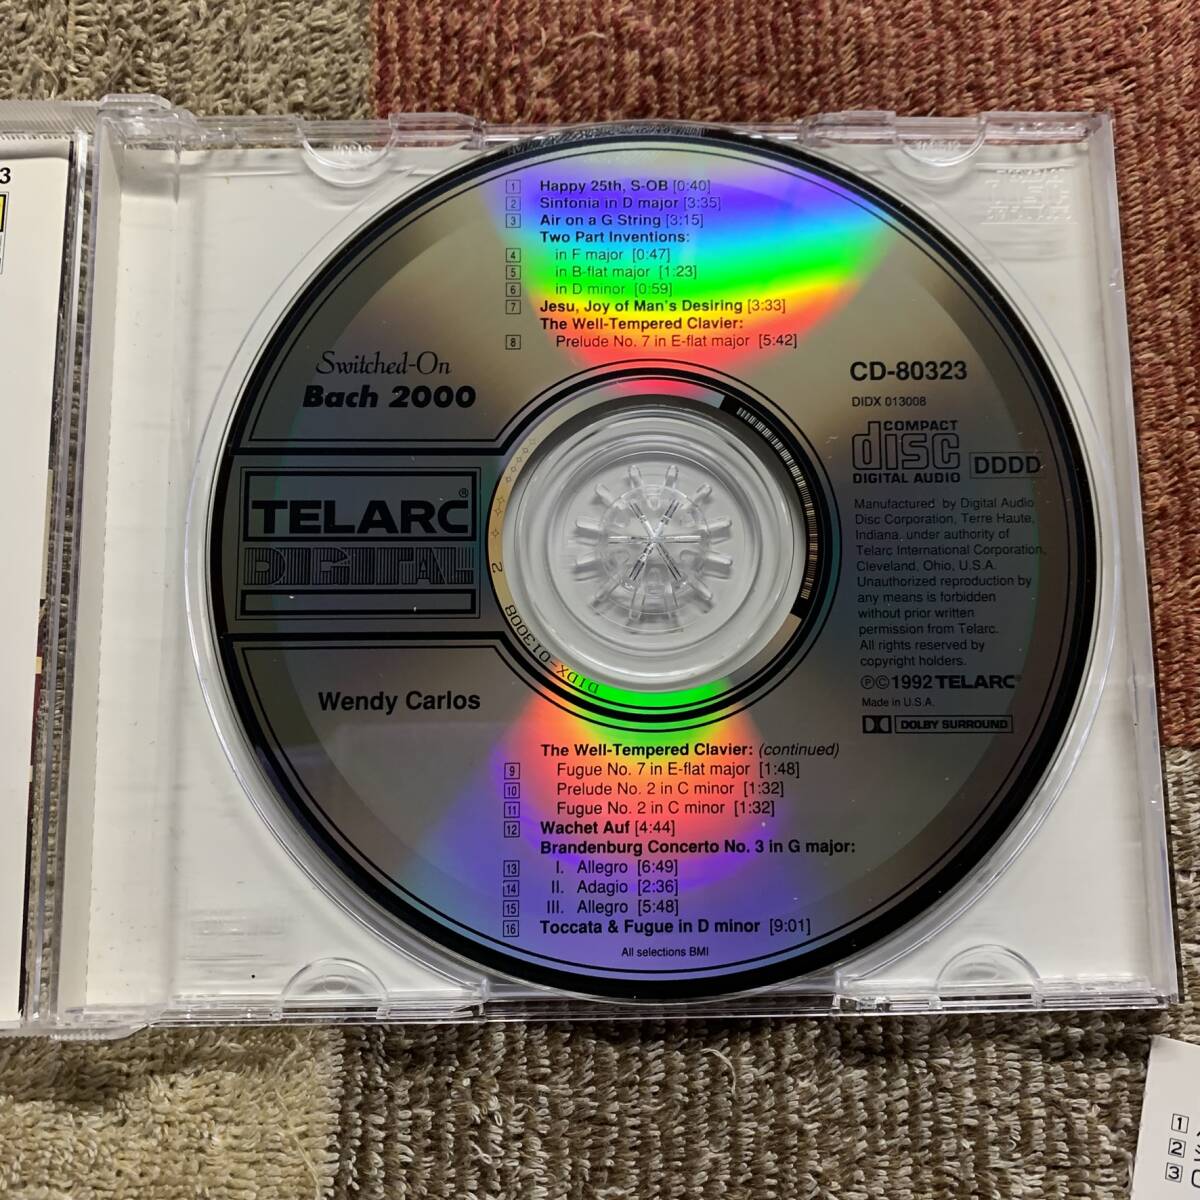 3
1 Happy 25th, S-OB [0:40]
2 Sinfonia in D major [3:35]
3 Air on a G String [3:15]
Two Part Inventions:
4 in F major [0:47]
5 in B-flat major [1:23]
6 in D minor [0:59]
7 Jesu, Joy of Man's Desiring [3:33]
The Well-Tempered Clavier:
8 Prelude No. 7 in E-flat major [5:42]
Switched-On
Bach 2000
CD-80323
DIDX 013008
COMPACT
disc
DIGITAL AUDIO
DDDD
TELARC®
DIGITAL
Manufactured by Digital Audio
Disc Corporation, Terre Haute,
Indiana, under authority of
Telarc International Corporation,
Cleveland, Ohio, U.S.A.
Unauthorized reproduction by
any means is forbidden
without prior written
permission from Telarc.
All rights reserved by
copyright holders.
℗©1992 TELARC®
Made in U.S.A.
DOLBY SURROUND
DIDX-013008 2
Wendy Carlos
The Well-Tempered Clavier: (continued)
9 Fugue No. 7 in E-flat major [1:48]
10 Prelude No. 2 in C minor [1:32]
11 Fugue No. 2 in C minor [1:32]
12 Wachet Auf [4:44]
Brandenburg Concerto No. 3 in G major:
13 I. Allegro [6:49]
14 II. Adagio [2:36]
15 III. Allegro [5:48]
16 Toccata & Fugue in D minor [9:01]
All selections BMI
1
2
3